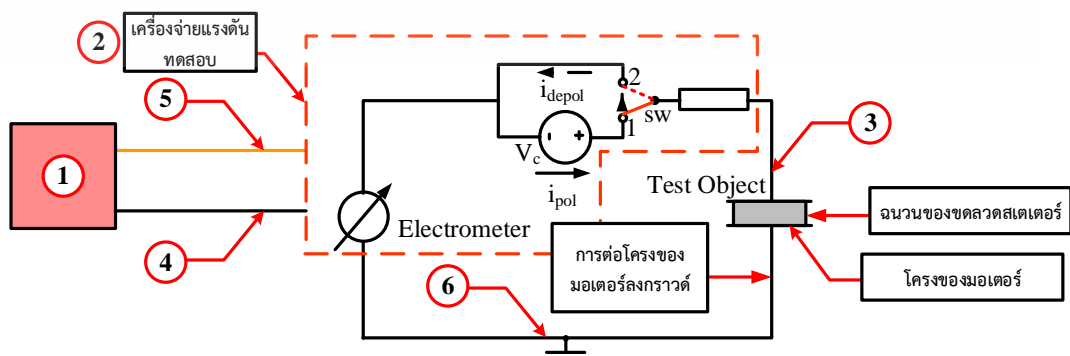 2
เครื่องจ่ายแรงดัน
ทดสอบ
5
1
4
i_depol
2
sw
1
V_c
i_pol
3
Test Object
ฉนวนของขดลวดสเตเตอร์
โครงของมอเตอร์
Electrometer
การต่อโครงของ
มอเตอร์ลงกราวด์
6